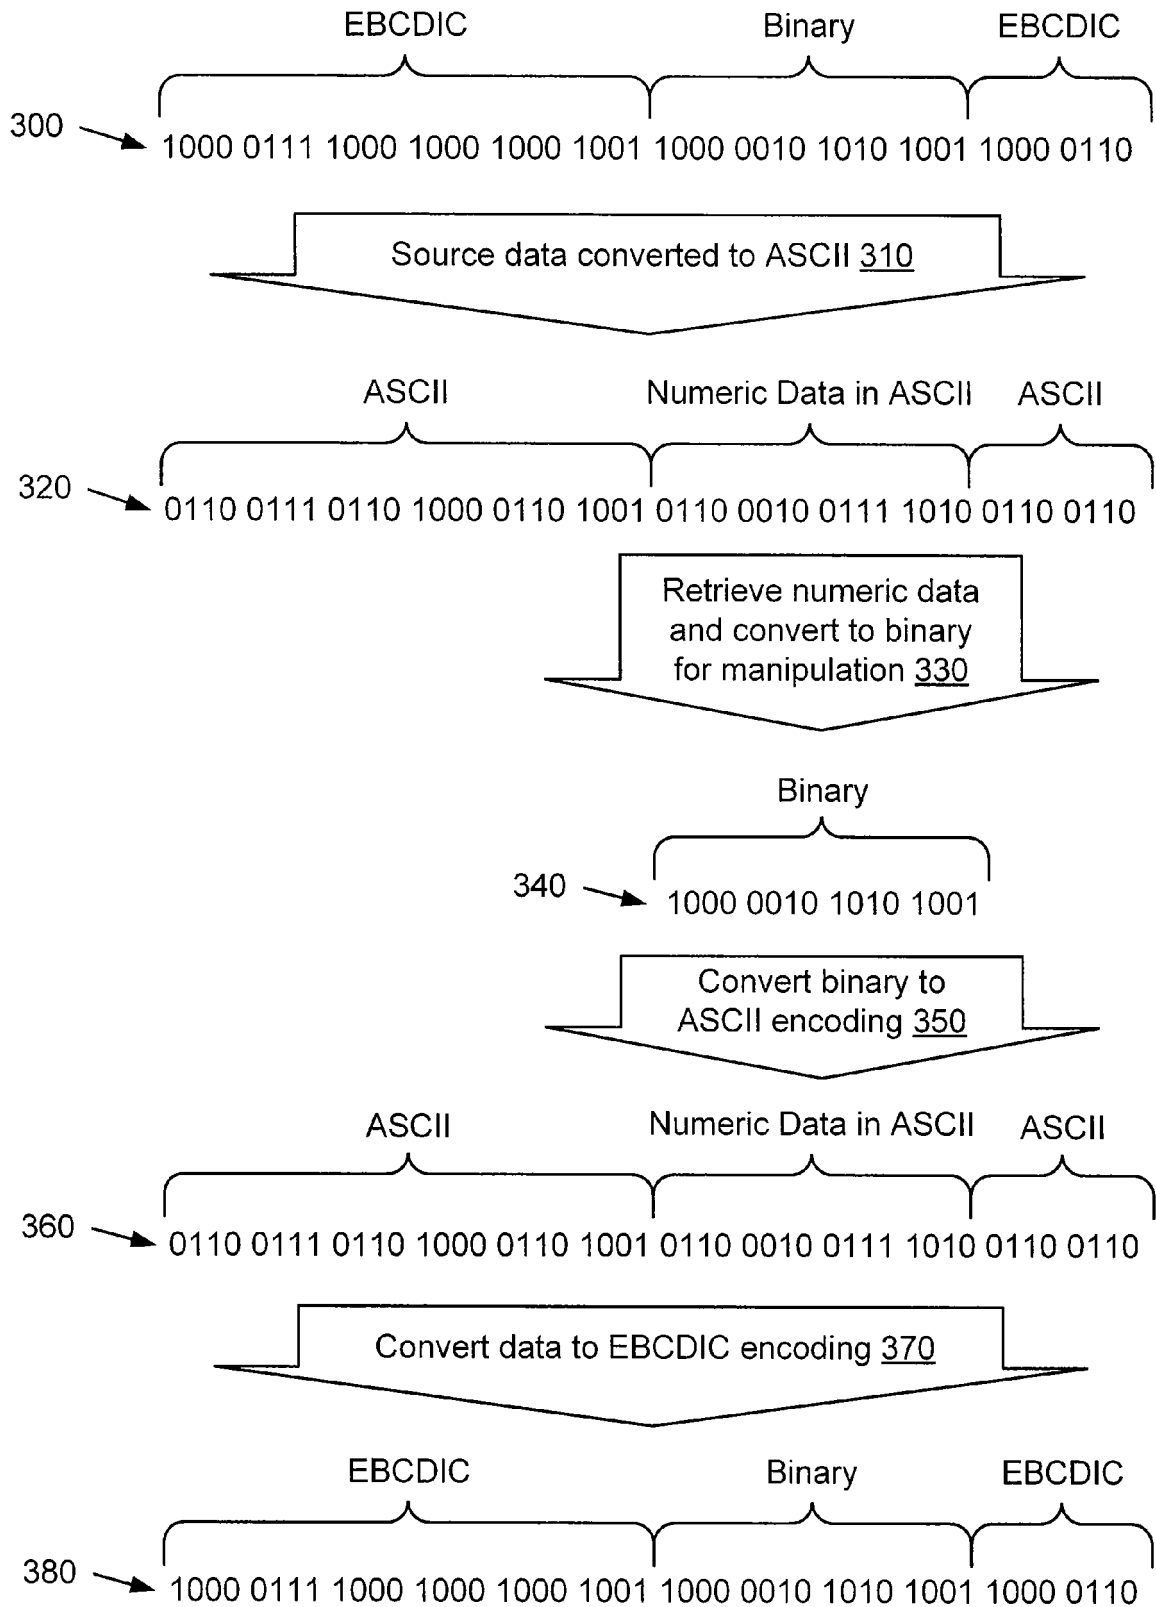 EBCDIC Binary EBCDIC
300
1000 0111 1000 1000 1000 1001 1000 0010 1010 1001 1000 0110
Source data converted to ASCII 310
ASCII Numeric Data in ASCII ASCII
320
0110 0111 0110 1000 0110 1001 0110 0010 0111 1010 0110 0110
Retrieve numeric data
and convert to binary
for manipulation 330
Binary
340
1000 0010 1010 1001
Convert binary to
ASCII encoding 350
ASCII Numeric Data in ASCII ASCII
360
0110 0111 0110 1000 0110 1001 0110 0010 0111 1010 0110 0110
Convert data to EBCDIC encoding 370
EBCDIC Binary EBCDIC
380
1000 0111 1000 1000 1000 1001 1000 0010 1010 1001 1000 0110